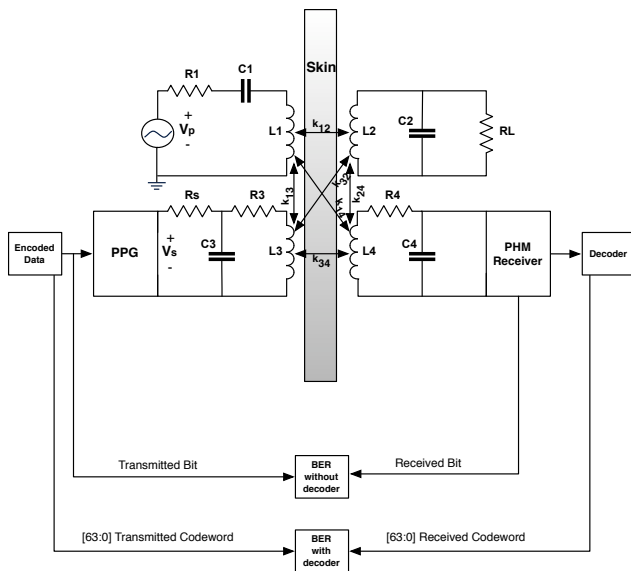 Skin
R1
C1
+
Vp
-
L1
k12
L2
C2
RL
k13
k32
k14
k24
Rs
R3
R4
Encoded
Data
PPG
+
Vs
-
C3
L3
k34
L4
C4
PHM
Receiver
Decoder
Transmitted Bit
BER
without
decoder
Received Bit
[63:0] Transmitted Codeword
BER
with
decoder
[63:0] Received Codeword